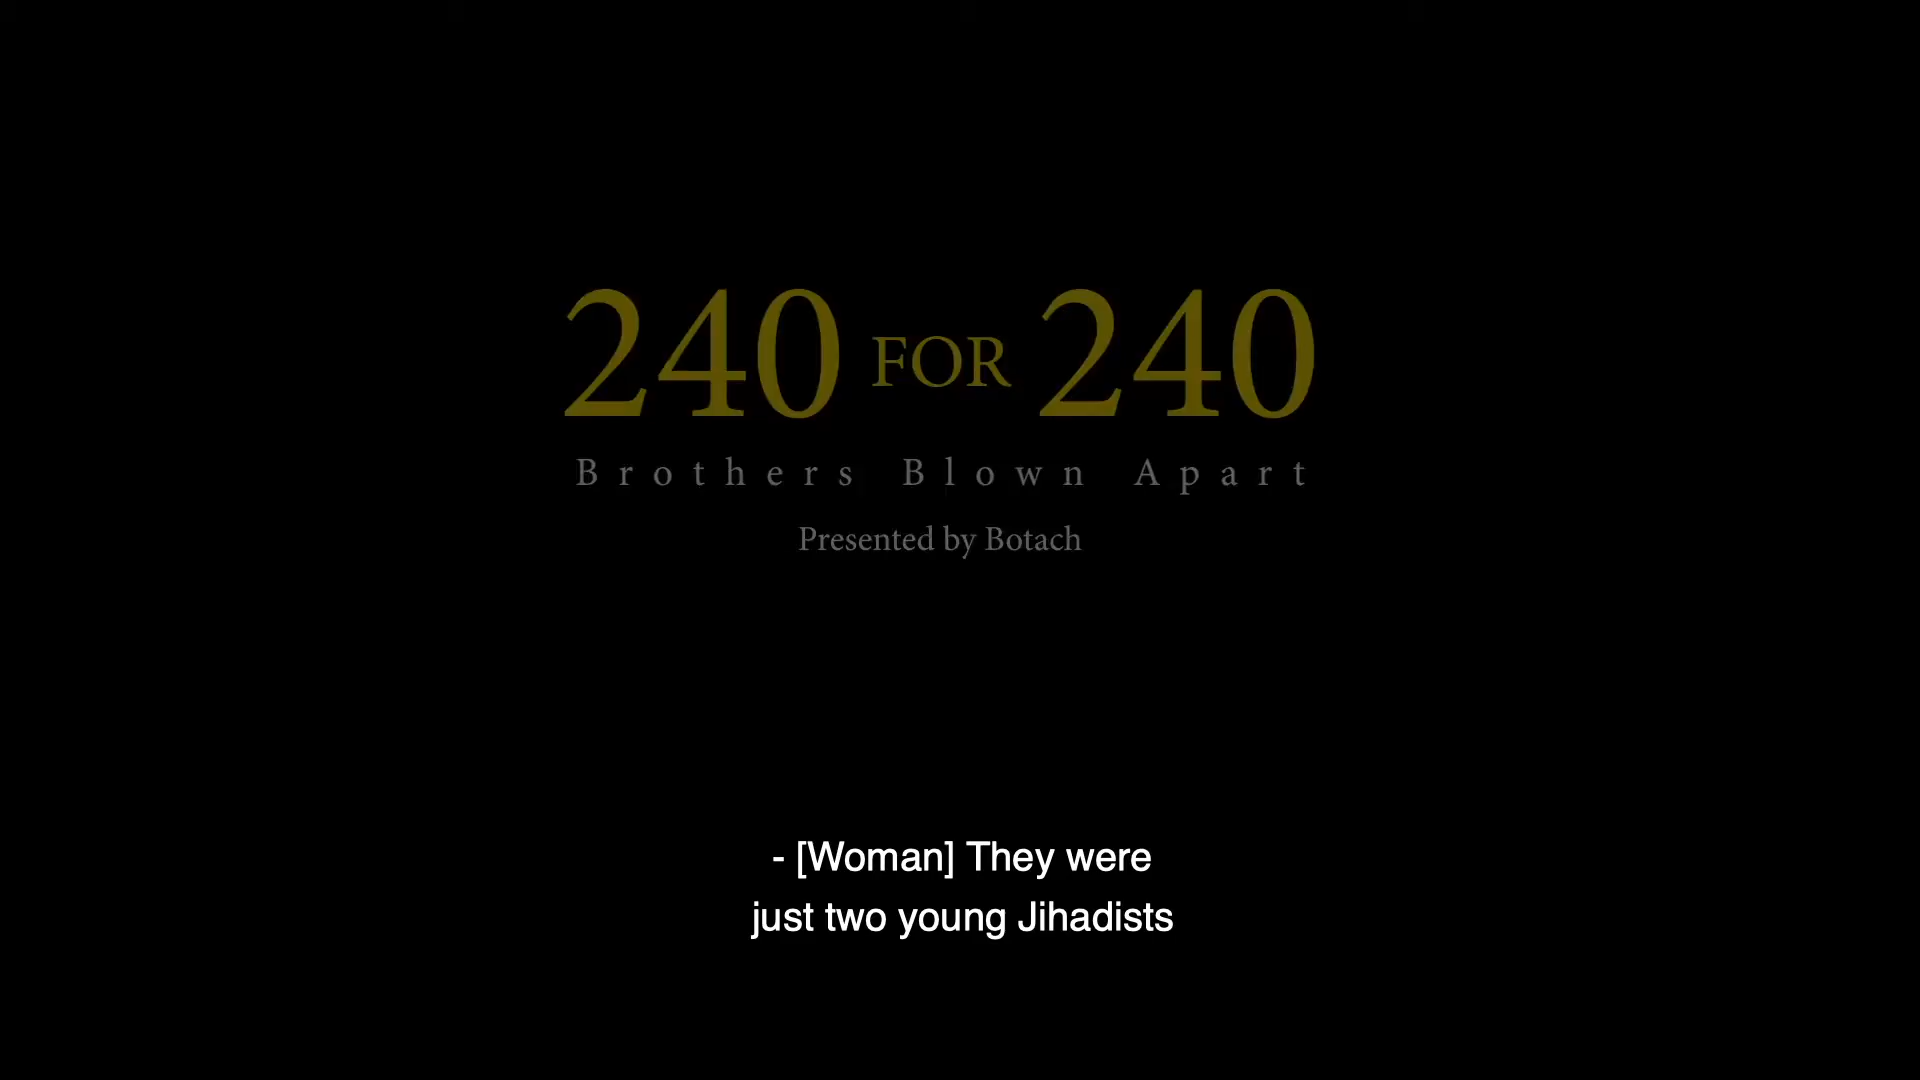 240 FOR 240
Brothers Blown Apart
Presented by Botach
- [Woman] They were
just two young Jihadists